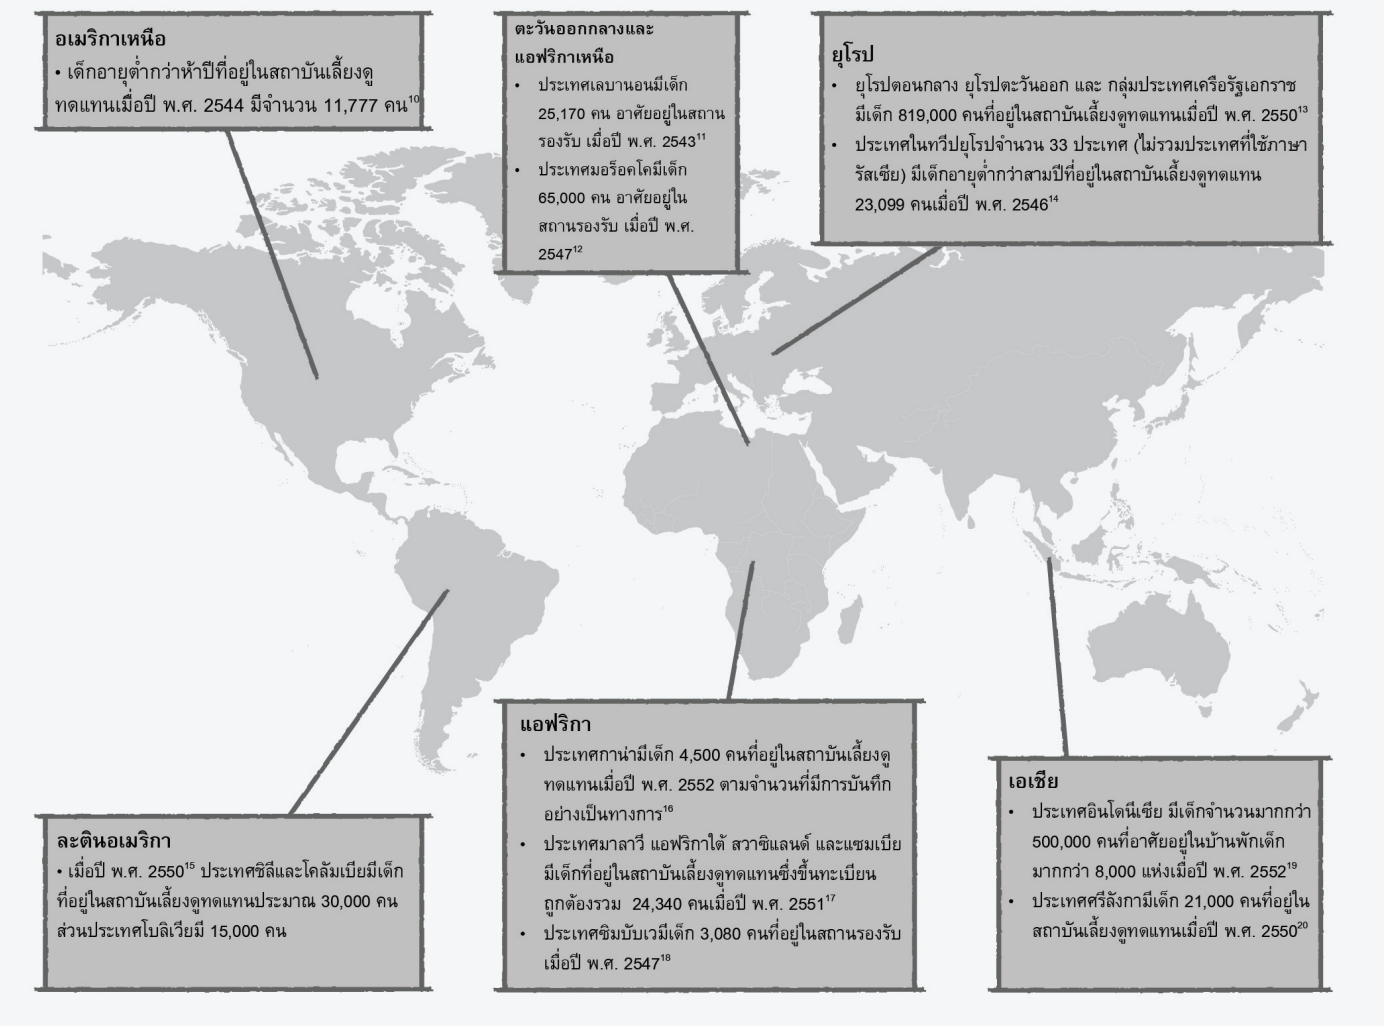 อเมริกาเหนือ
• เด็กอายุต่ำกว่าห้าปีที่อยู่ในสถาบันเลี้ยงดู
ทดแทนเมื่อปี พ.ศ. 2544 มีจำนวน 11,777 คน¹⁰
ตะวันออกกลางและ
แอฟริกาเหนือ
• ประเทศเลบานอนมีเด็ก
25,170 คน อาศัยอยู่ในสถาน
รองรับ เมื่อปี พ.ศ. 2543¹¹
• ประเทศมอร็อคโคมีเด็ก
65,000 คน อาศัยอยู่ใน
สถานรองรับ เมื่อปี พ.ศ.
2547¹²
ยุโรป
• ยุโรปตอนกลาง ยุโรปตะวันออก และ กลุ่มประเทศเครือรัฐเอกราช
มีเด็ก 819,000 คนที่อยู่ในสถาบันเลี้ยงดูทดแทนเมื่อปี พ.ศ. 2550¹³
• ประเทศในทวีปยุโรปจำนวน 33 ประเทศ (ไม่รวมประเทศที่ใช้ภาษา
รัสเซีย) มีเด็กอายุต่ำกว่าสามปีที่อยู่ในสถาบันเลี้ยงดูทดแทน
23,099 คนเมื่อปี พ.ศ. 2546¹⁴
ละตินอเมริกา
• เมื่อปี พ.ศ. 2550¹⁵ ประเทศชิลีและโคลัมเบียมีเด็ก
ที่อยู่ในสถาบันเลี้ยงดูทดแทนประมาณ 30,000 คน
ส่วนประเทศโบลิเวียมี 15,000 คน
แอฟริกา
• ประเทศกาน่ามีเด็ก 4,500 คนที่อยู่ในสถาบันเลี้ยงดู
ทดแทนเมื่อปี พ.ศ. 2552 ตามจำนวนที่มีการบันทึก
อย่างเป็นทางการ¹⁶
• ประเทศมาลาวี แอฟริกาใต้ สวาซิแลนด์ และแซมเบีย
มีเด็กที่อยู่ในสถาบันเลี้ยงดูทดแทนซึ่งขึ้นทะเบียน
ถูกต้องรวม 24,340 คนเมื่อปี พ.ศ. 2551¹⁷
• ประเทศซิมบับเวมีเด็ก 3,080 คนที่อยู่ในสถานรองรับ
เมื่อปี พ.ศ. 2547¹⁸
เอเชีย
• ประเทศอินโดนีเซีย มีเด็กจำนวนมากกว่า
500,000 คนที่อาศัยอยู่ในบ้านพักเด็ก
มากกว่า 8,000 แห่งเมื่อปี พ.ศ. 2552¹⁹
• ประเทศศรีลังกามีเด็ก 21,000 คนที่อยู่ใน
สถาบันเลี้ยงดูทดแทนเมื่อปี พ.ศ. 2550²⁰